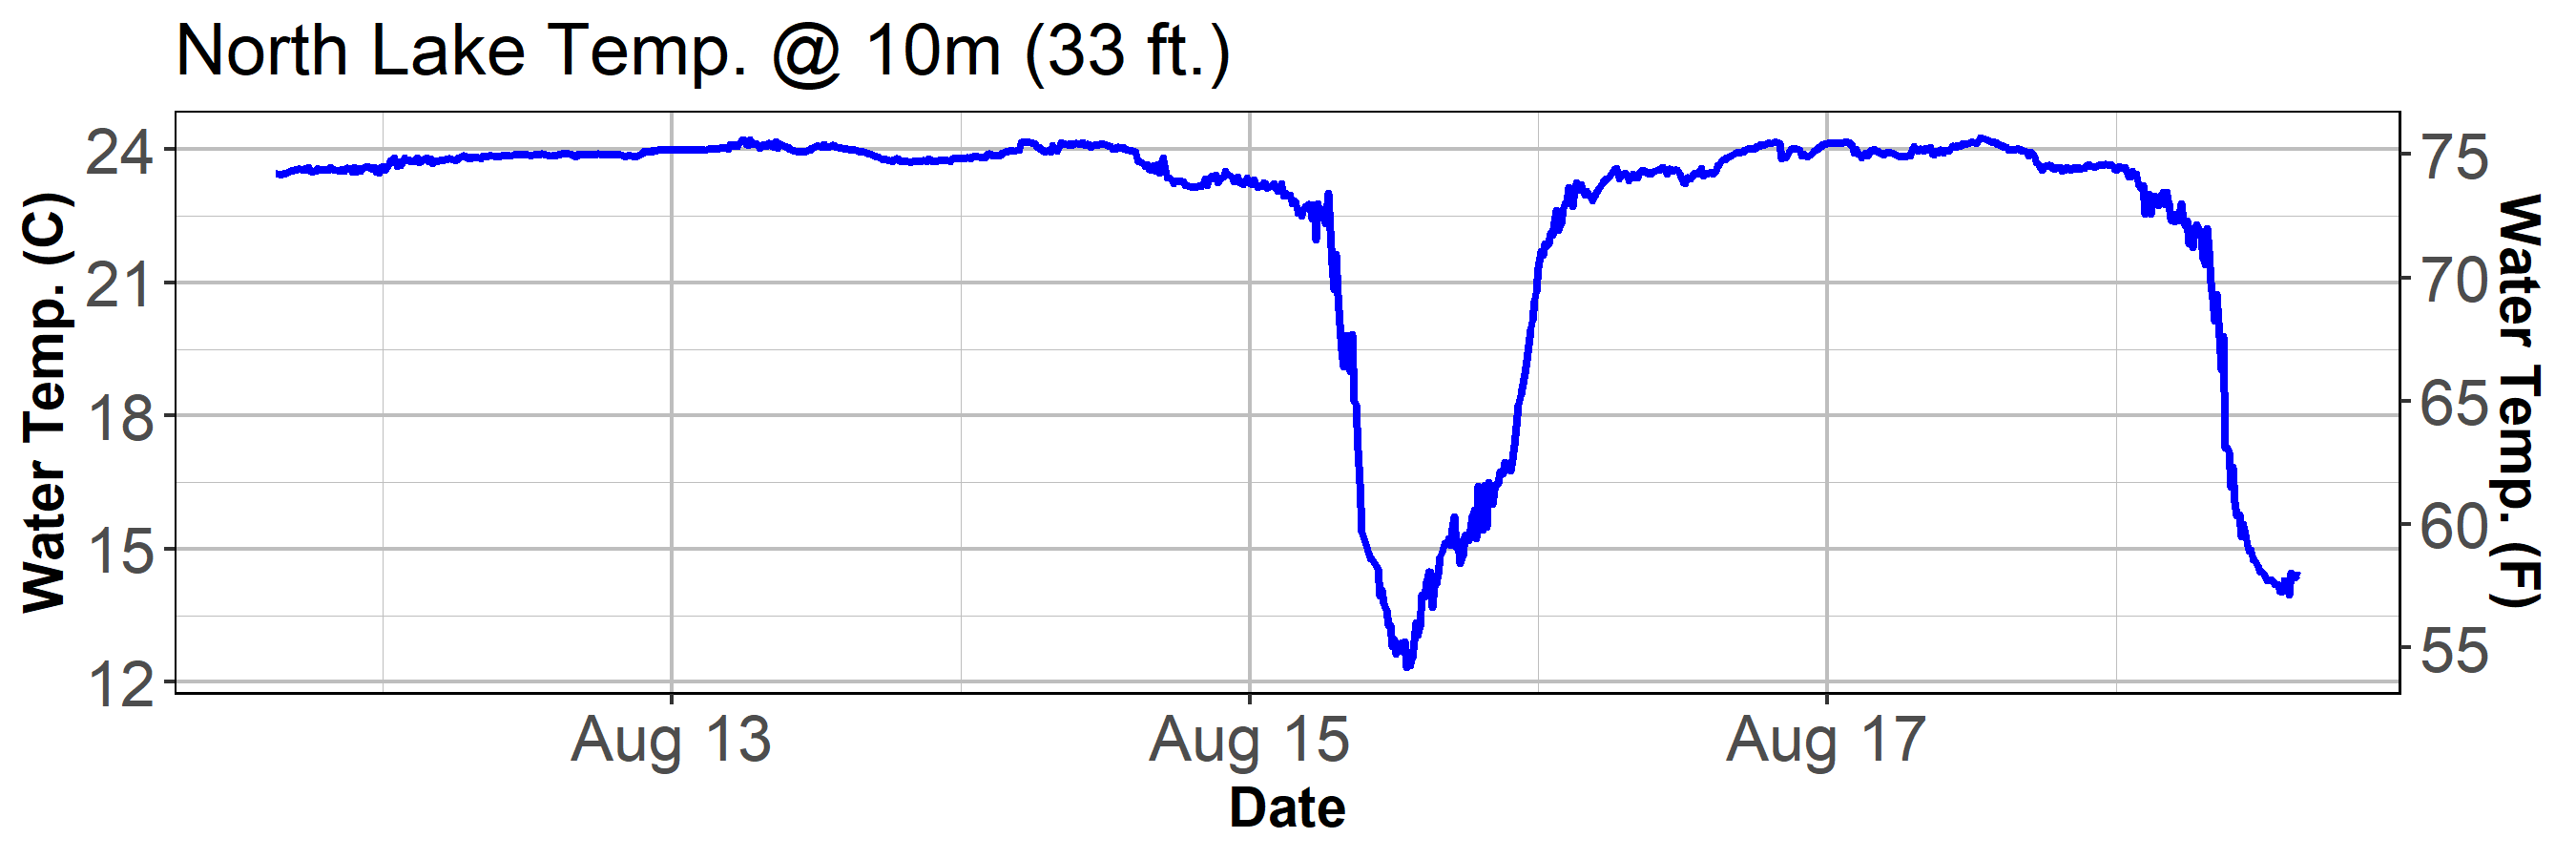 North Lake Temp. @ 10m (33 ft.)
Water Temp. (C)
24
21
18
15
12
75
70
65
60
55
Water Temp. (F)
Aug 13
Aug 15
Aug 17
Date